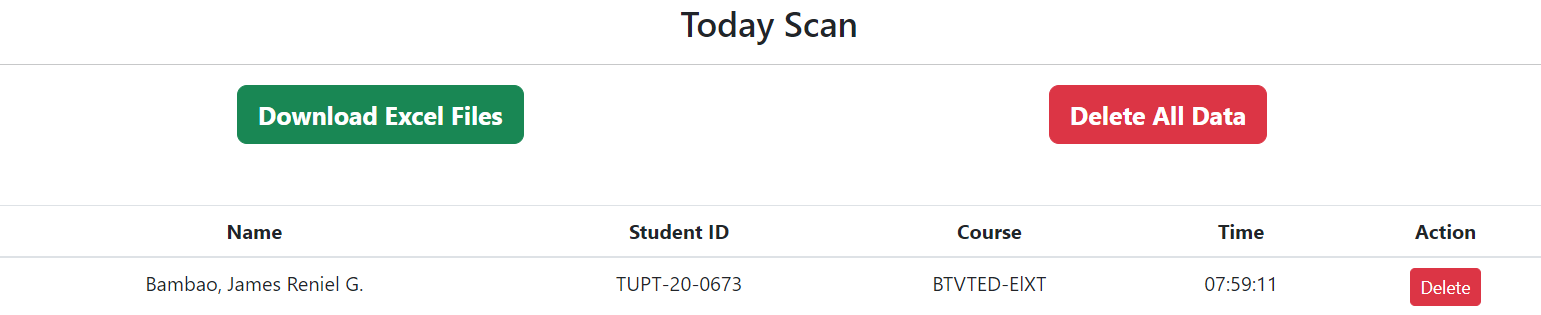 Today Scan
Download Excel Files Delete All Data
Name Student ID Course Time Action
Bambao, James Reniel G. TUPT-20-0673 BTVTED-ElXT 07:59:11 Delete